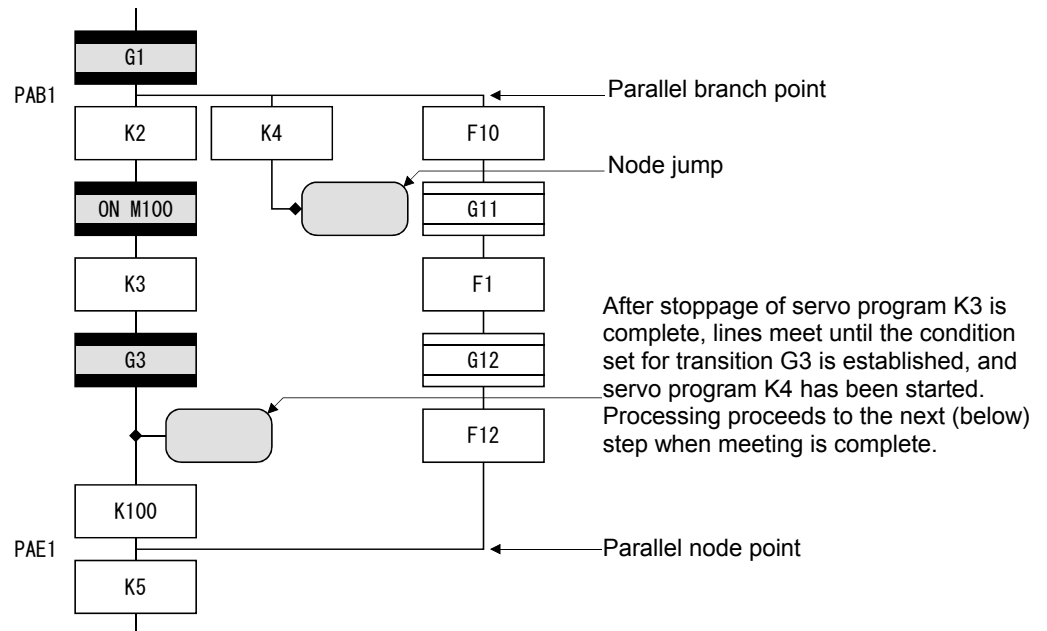 G1
PAB1
Parallel branch point
K2
K4
F10
Node jump
ON M100
G11
K3
F1
After stoppage of servo program K3 is
complete, lines meet until the condition
set for transition G3 is established, and
servo program K4 has been started.
Processing proceeds to the next (below)
step when meeting is complete.
G3
G12
F12
K100
PAE1
Parallel node point
K5